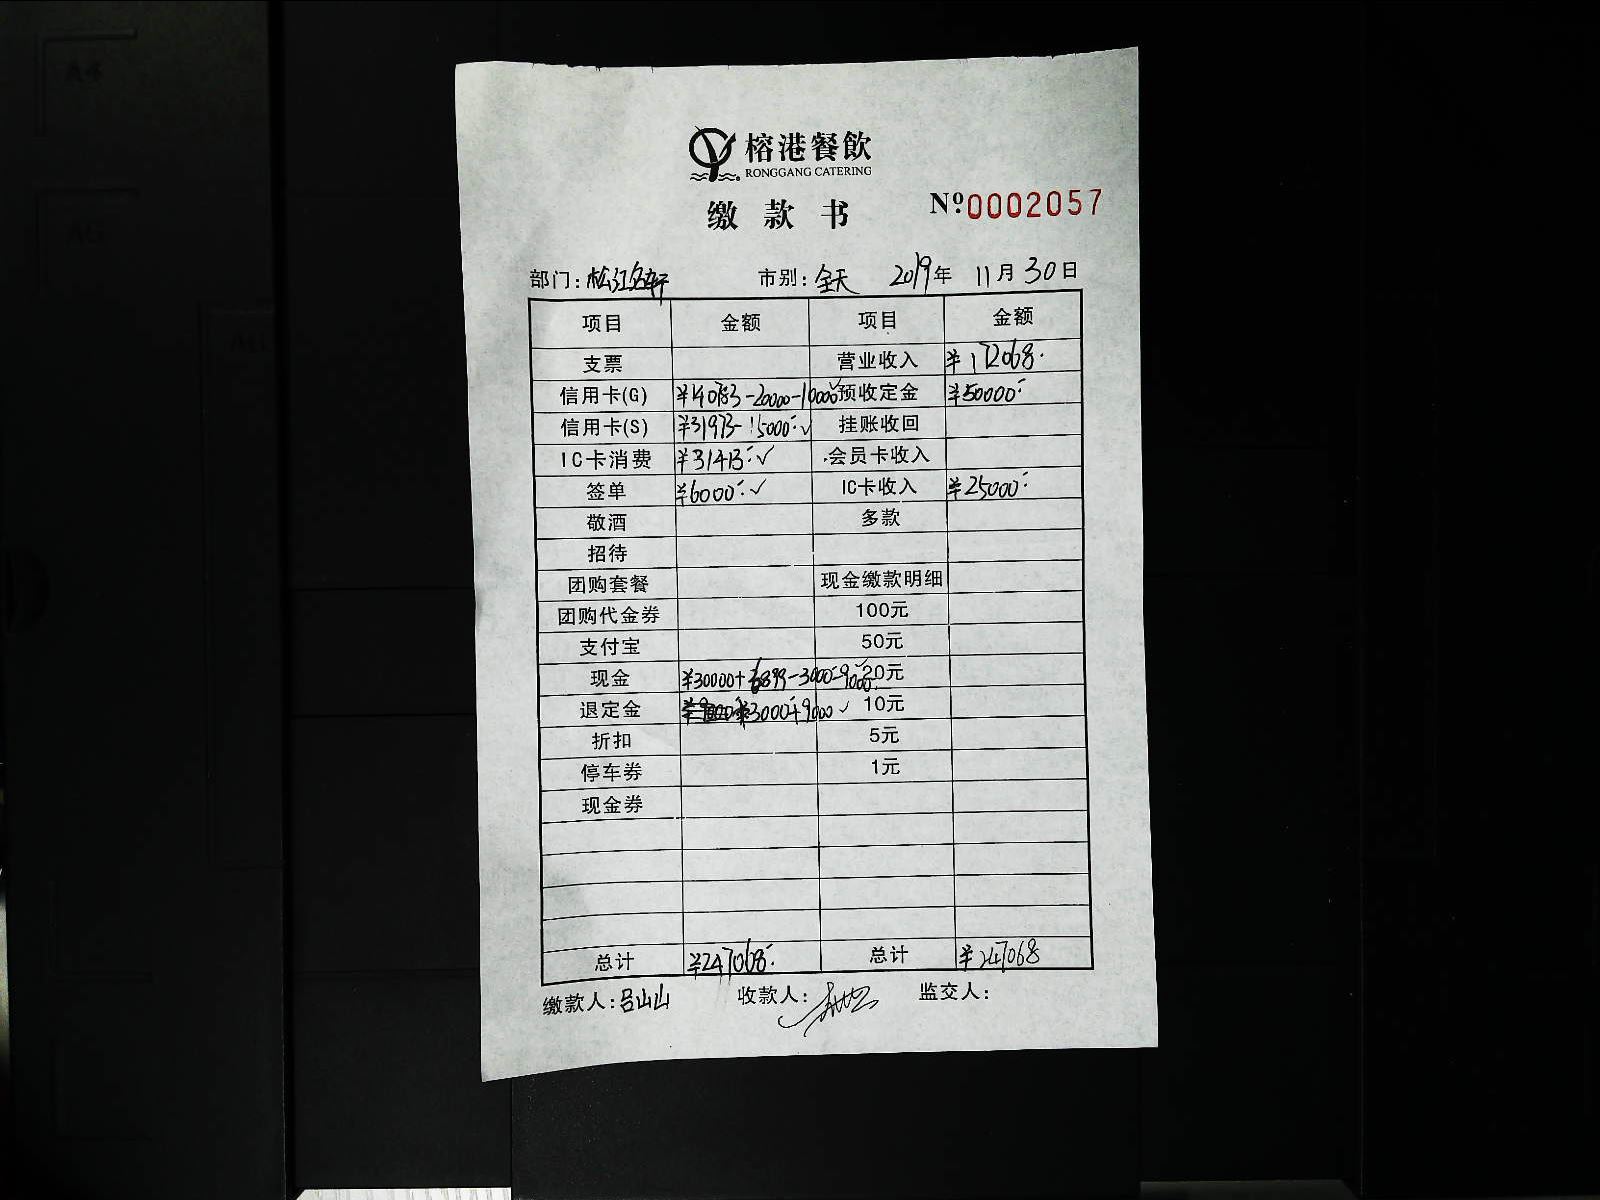 榕港餐飲
RONGGANG CATERING
缴款书
Nº0002057
部门:松江名轩 市别:全天 2019年 11月30日
项目 金额 项目 金额
支票 营业收入 ¥172068.
信用卡(G) ¥140783-20000-10000 预收定金 ¥50000
信用卡(S) ¥31973-15000 ✓ 挂账收回
IC卡消费 ¥31413 ✓ 会员卡收入
签单 ¥6000 ✓ IC卡收入 ¥25000
敬酒 多款
招待
团购套餐 现金缴款明细
团购代金券 100元
支付宝 50元
现金 ¥30000+6899-3000-9000 20元
退定金 ¥3000+9000 ✓ 10元
折扣 5元
停车券 1元
现金券
总计 ¥247068 总计 ¥247068
缴款人:吕山山 收款人: 监交人: